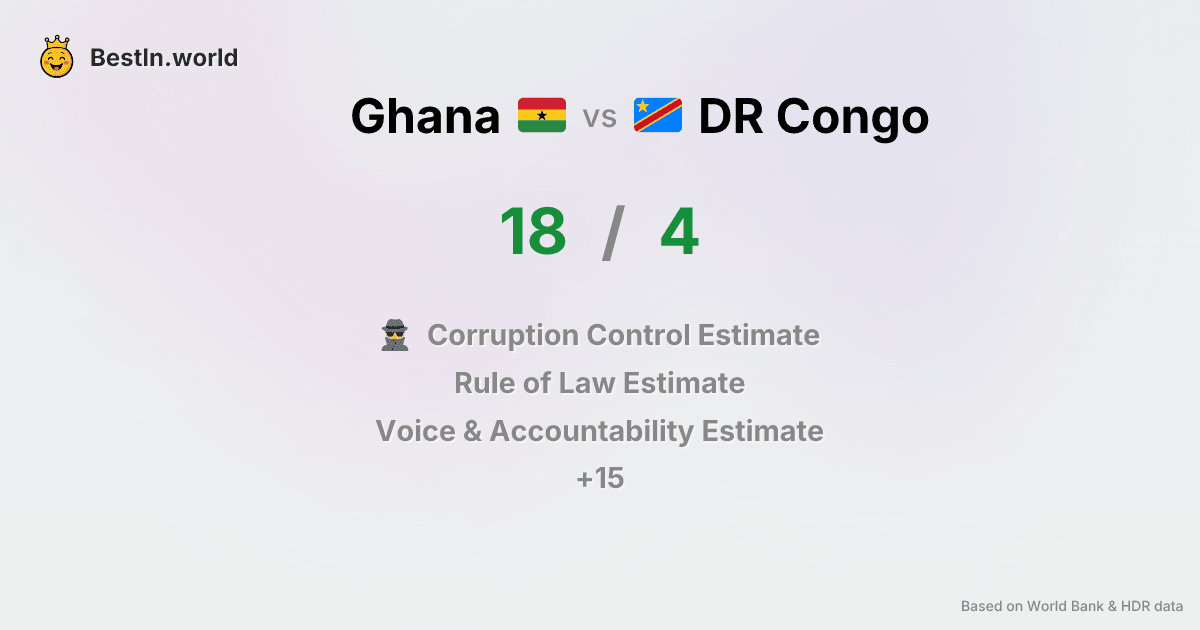 BestIn.world
Ghana vs DR Congo
18 / 4
Corruption Control Estimate
Rule of Law Estimate
Voice & Accountability Estimate
+15
Based on World Bank & HDR data